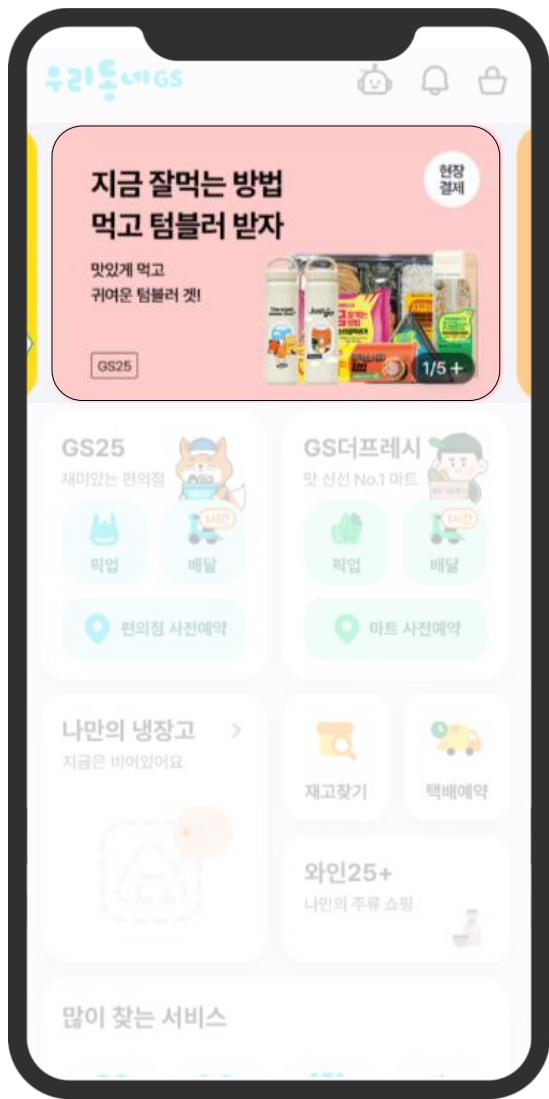 우리동네GS
지금 잘먹는 방법
먹고 텀블러 받자
현장
결제
맛있게 먹고
귀여운 텀블러 겟!
GS25
1/5 +
GS25
재미있는 편의점
1시간
픽업
배달
편의점 사전예약
GS더프레시
맛 신선 No.1 마트
1시간
픽업
배달
마트 사전예약
나만의 냉장고
지금은 비어있어요
재고찾기
택배예약
와인25+
나만의 주류 쇼핑
많이 찾는 서비스